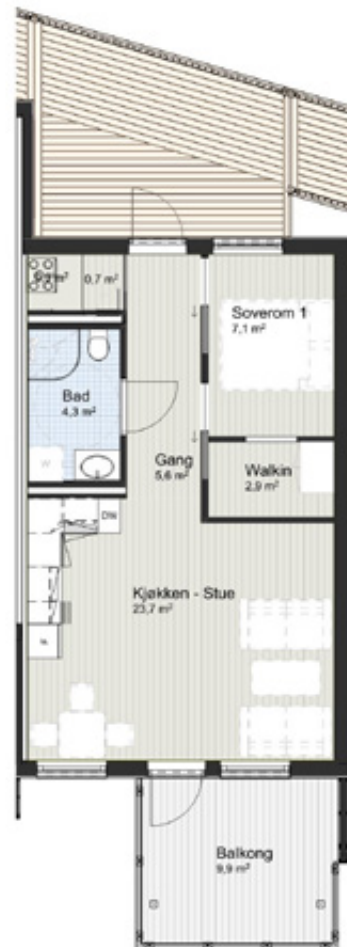 0,7 m²
Soverom 1
7,1 m²
Bad
4,3 m²
Gang
5,6 m²
Walkin
2,9 m²
DW
Kjøkken - Stue
23,7 m²
Balkong
9,9 m²